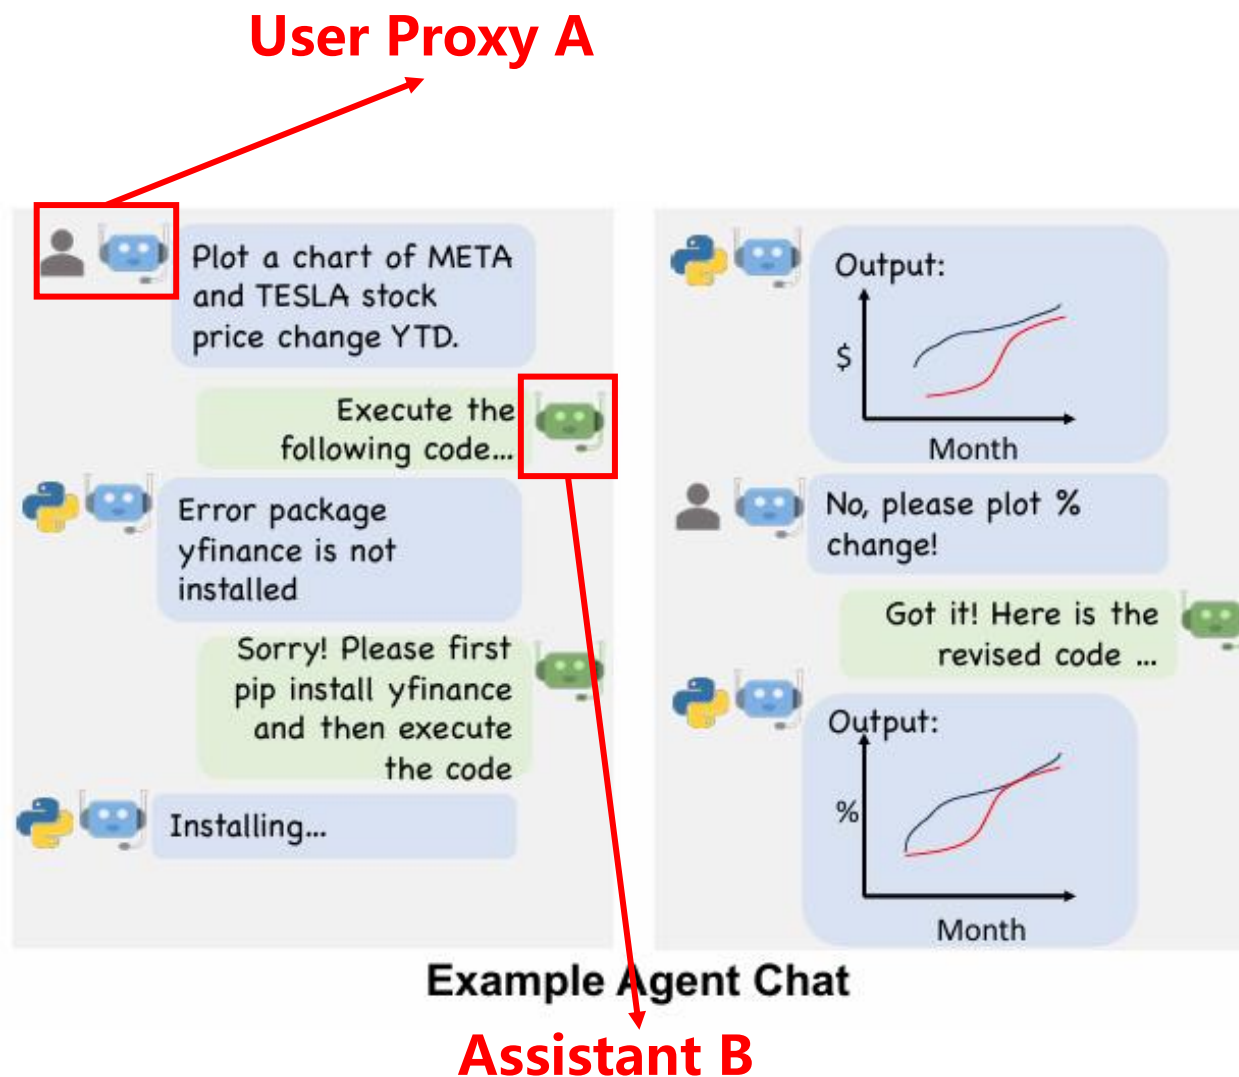 User Proxy A
Plot a chart of META
and TESLA stock
price change YTD.
Execute the
following code...
Error package
yfinance is not
installed
Sorry! Please first
pip install yfinance
and then execute
the code
Installing...
Output:
$
Month
No, please plot %
change!
Got it! Here is the
revised code ...
Output:
%
Month
Example Agent Chat
Assistant B